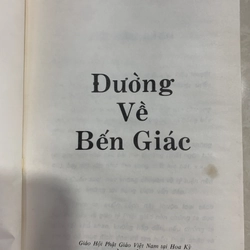 Đường
Về
Bến Giác
Giáo Hội Phật Giáo Việt Nam tại Hoa Kỳ